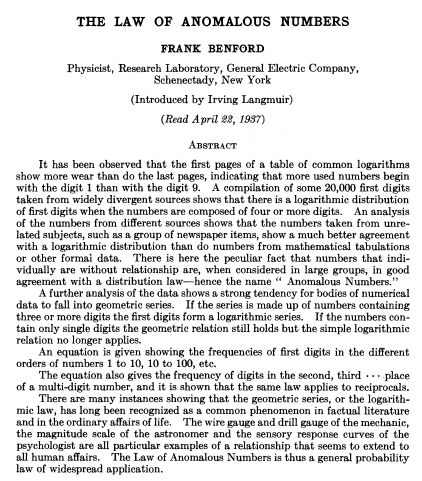 THE LAW OF ANOMALOUS NUMBERS
FRANK BENFORD
Physicist, Research Laboratory, General Electric Company,
Schenectady, New York
(Introduced by Irving Langmuir)
(Read April 22, 1937)
ABSTRACT
It has been observed that the first pages of a table of common logarithms
show more wear than do the last pages, indicating that more used numbers begin
with the digit 1 than with the digit 9. A compilation of some 20,000 first digits
taken from widely divergent sources shows that there is a logarithmic distribution
of first digits when the numbers are composed of four or more digits. An analysis
of the numbers from different sources shows that the numbers taken from unre-
lated subjects, such as a group of newspaper items, show a much better agreement
with a logarithmic distribution than do numbers from mathematical tabulations
or other formal data. There is here the peculiar fact that numbers that indi-
vidually are without relationship are, when considered in large groups, in good
agreement with a distribution law—hence the name " Anomalous Numbers."
A further analysis of the data shows a strong tendency for bodies of numerical
data to fall into geometric series. If the series is made up of numbers containing
three or more digits the first digits form a logarithmic series. If the numbers con-
tain only single digits the geometric relation still holds but the simple logarithmic
relation no longer applies.
An equation is given showing the frequencies of first digits in the different
orders of numbers 1 to 10, 10 to 100, etc.
The equation also gives the frequency of digits in the second, third ··· place
of a multi-digit number, and it is shown that the same law applies to reciprocals.
There are many instances showing that the geometric series, or the logarith-
mic law, has long been recognized as a common phenomenon in factual literature
and in the ordinary affairs of life. The wire gauge and drill gauge of the mechanic,
the magnitude scale of the astronomer and the sensory response curves of the
psychologist are all particular examples of a relationship that seems to extend to
all human affairs. The Law of Anomalous Numbers is thus a general probability
law of widespread application.